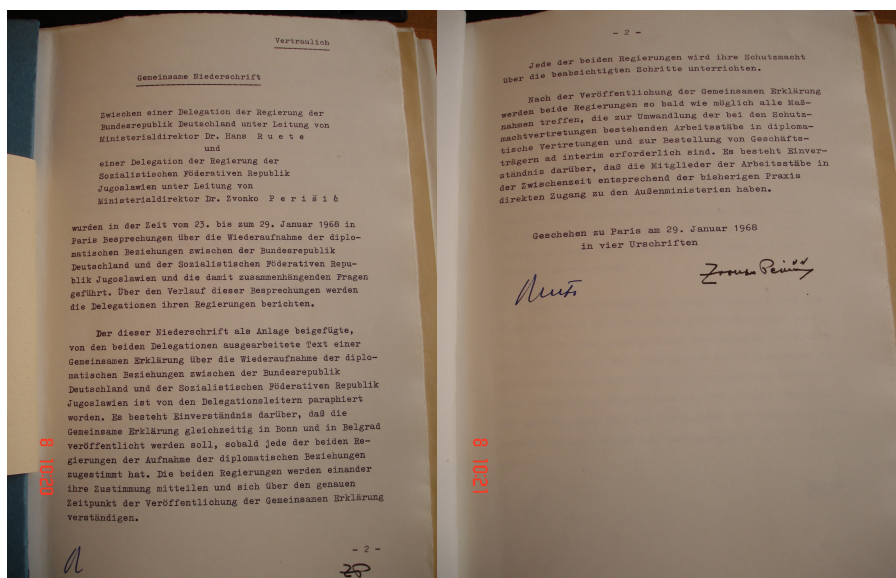 Vertraulich
Gemeinsame Niederschrift
Zwischen einer Delegation der Regierung der
Bundesrepublik Deutschland unter Leitung von
Ministerialdirektor Dr. Hans R u e t e
und
einer Delegation der Regierung der
Sozialistischen Föderativen Republik
Jugoslawien unter Leitung von
Ministerialdirektor Dr. Zvonko P e r i š i ć
wurden in der Zeit vom 23. bis zum 29. Januar 1968 in
Paris Besprechungen über die Wiederaufnahme der diplo-
matischen Beziehungen zwischen der Bundesrepublik
Deutschland und der Sozialistischen Föderativen Repu-
blik Jugoslawien und die damit zusammenhängenden Fragen
geführt. Über den Verlauf dieser Besprechungen werden
die Delegationen ihren Regierungen berichten.
Der dieser Niederschrift als Anlage beigefügte,
von den beiden Delegationen ausgearbeitete Text einer
Gemeinsamen Erklärung über die Wiederaufnahme der diplo-
matischen Beziehungen zwischen der Bundesrepublik
Deutschland und der Sozialistischen Föderativen Republik
Jugoslawien ist von den Delegationsleitern paraphiert
worden. Es besteht Einverständnis darüber, daß die
Gemeinsame Erklärung gleichzeitig in Bonn und in Belgrad
veröffentlicht werden soll, sobald jede der beiden Re-
gierungen der Aufnahme der diplomatischen Beziehungen
zugestimmt hat. Die beiden Regierungen werden einander
ihre Zustimmung mitteilen und sich über den genauen
Zeitpunkt der Veröffentlichung der Gemeinsamen Erklärung
verständigen.
- 2 -
ZP
8 10:20
- 2 -
Jede der beiden Regierungen wird ihre Schutzmacht
über die beabsichtigten Schritte unterrichten.
Nach der Veröffentlichung der Gemeinsamen Erklärung
werden beide Regierungen so bald wie möglich alle Maß-
nahmen treffen, die zur Umwandlung der bei den Schutz-
machtvertretungen bestehenden Arbeitsstäbe in diploma-
tische Vertretungen und zur Bestellung von Geschäfts-
trägern ad interim erforderlich sind. Es besteht Einver-
ständnis darüber, daß die Mitglieder der Arbeitsstäbe in
der Zwischenzeit entsprechend der bisherigen Praxis
direkten Zugang zu den Außenministerien haben.
Geschehen zu Paris am 29. Januar 1968
in vier Urschriften
8 10:21